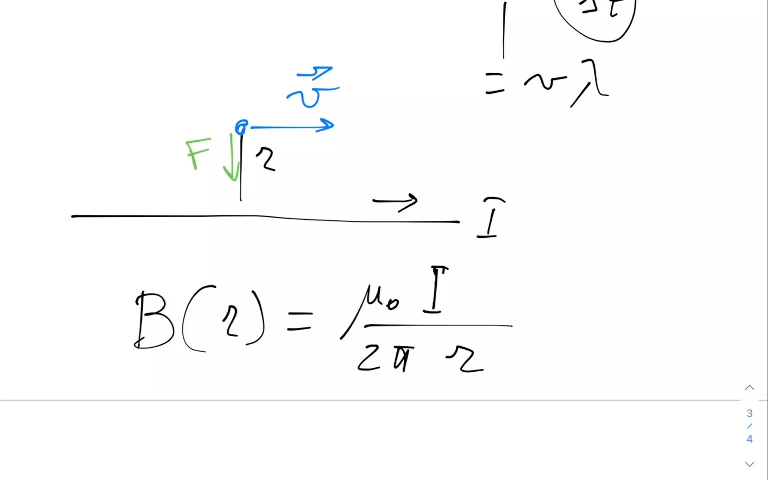 = v λ
v⃗
F r
I
B(r) = μ₀ I / 2π r
3
/
4